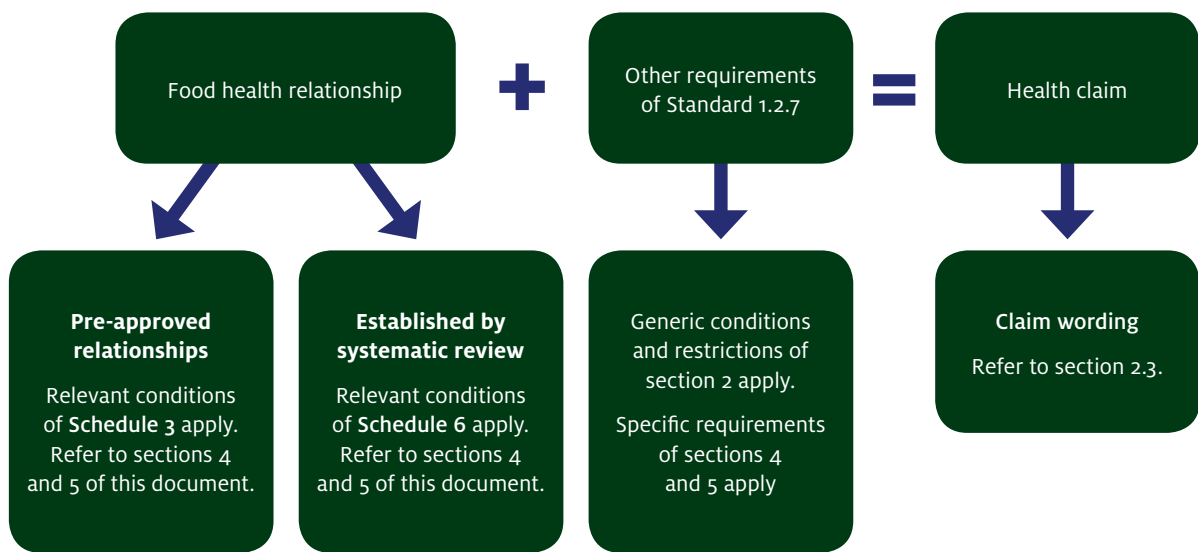 Food health relationship
+
Other requirements
of Standard 1.2.7
=
Health claim
Pre-approved
relationships
Relevant conditions
of Schedule 3 apply.
Refer to sections 4
and 5 of this document.
Established by
systematic review
Relevant conditions
of Schedule 6 apply.
Refer to sections 4
and 5 of this document.
Generic conditions
and restrictions of
section 2 apply.
Specific requirements
of sections 4
and 5 apply
Claim wording
Refer to section 2.3.